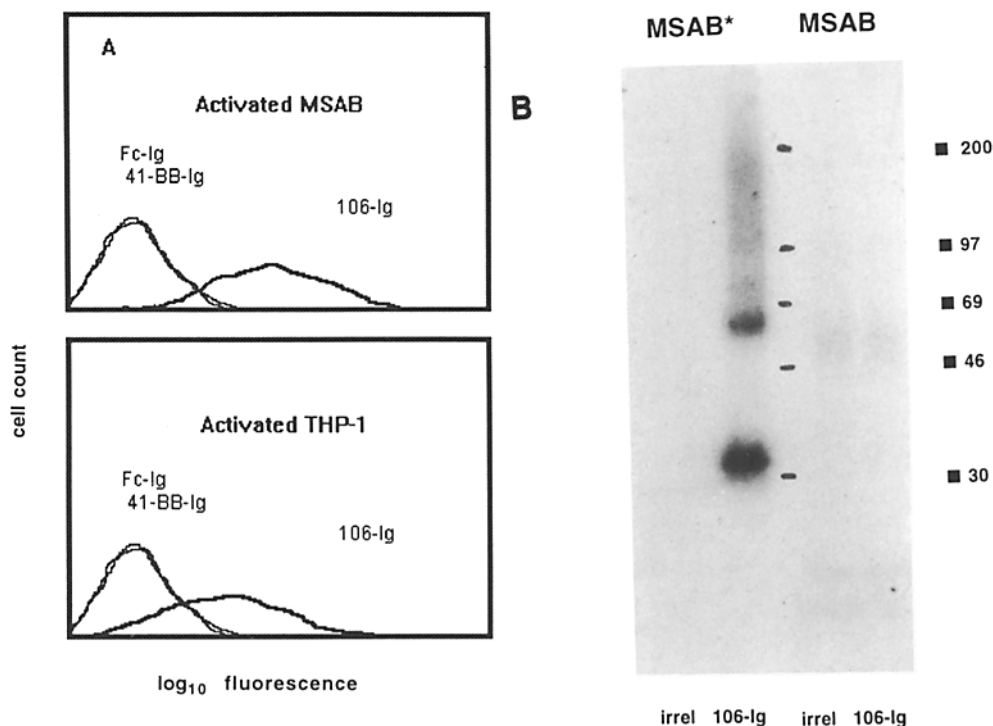 A
Activated MSAB
Fc-Ig
41-BB-Ig
106-Ig
Activated THP-1
Fc-Ig
41-BB-Ig
106-Ig
cell count
log10 fluorescence
B
MSAB* MSAB
200
97
69
46
30
irrel 106-Ig irrel 106-Ig